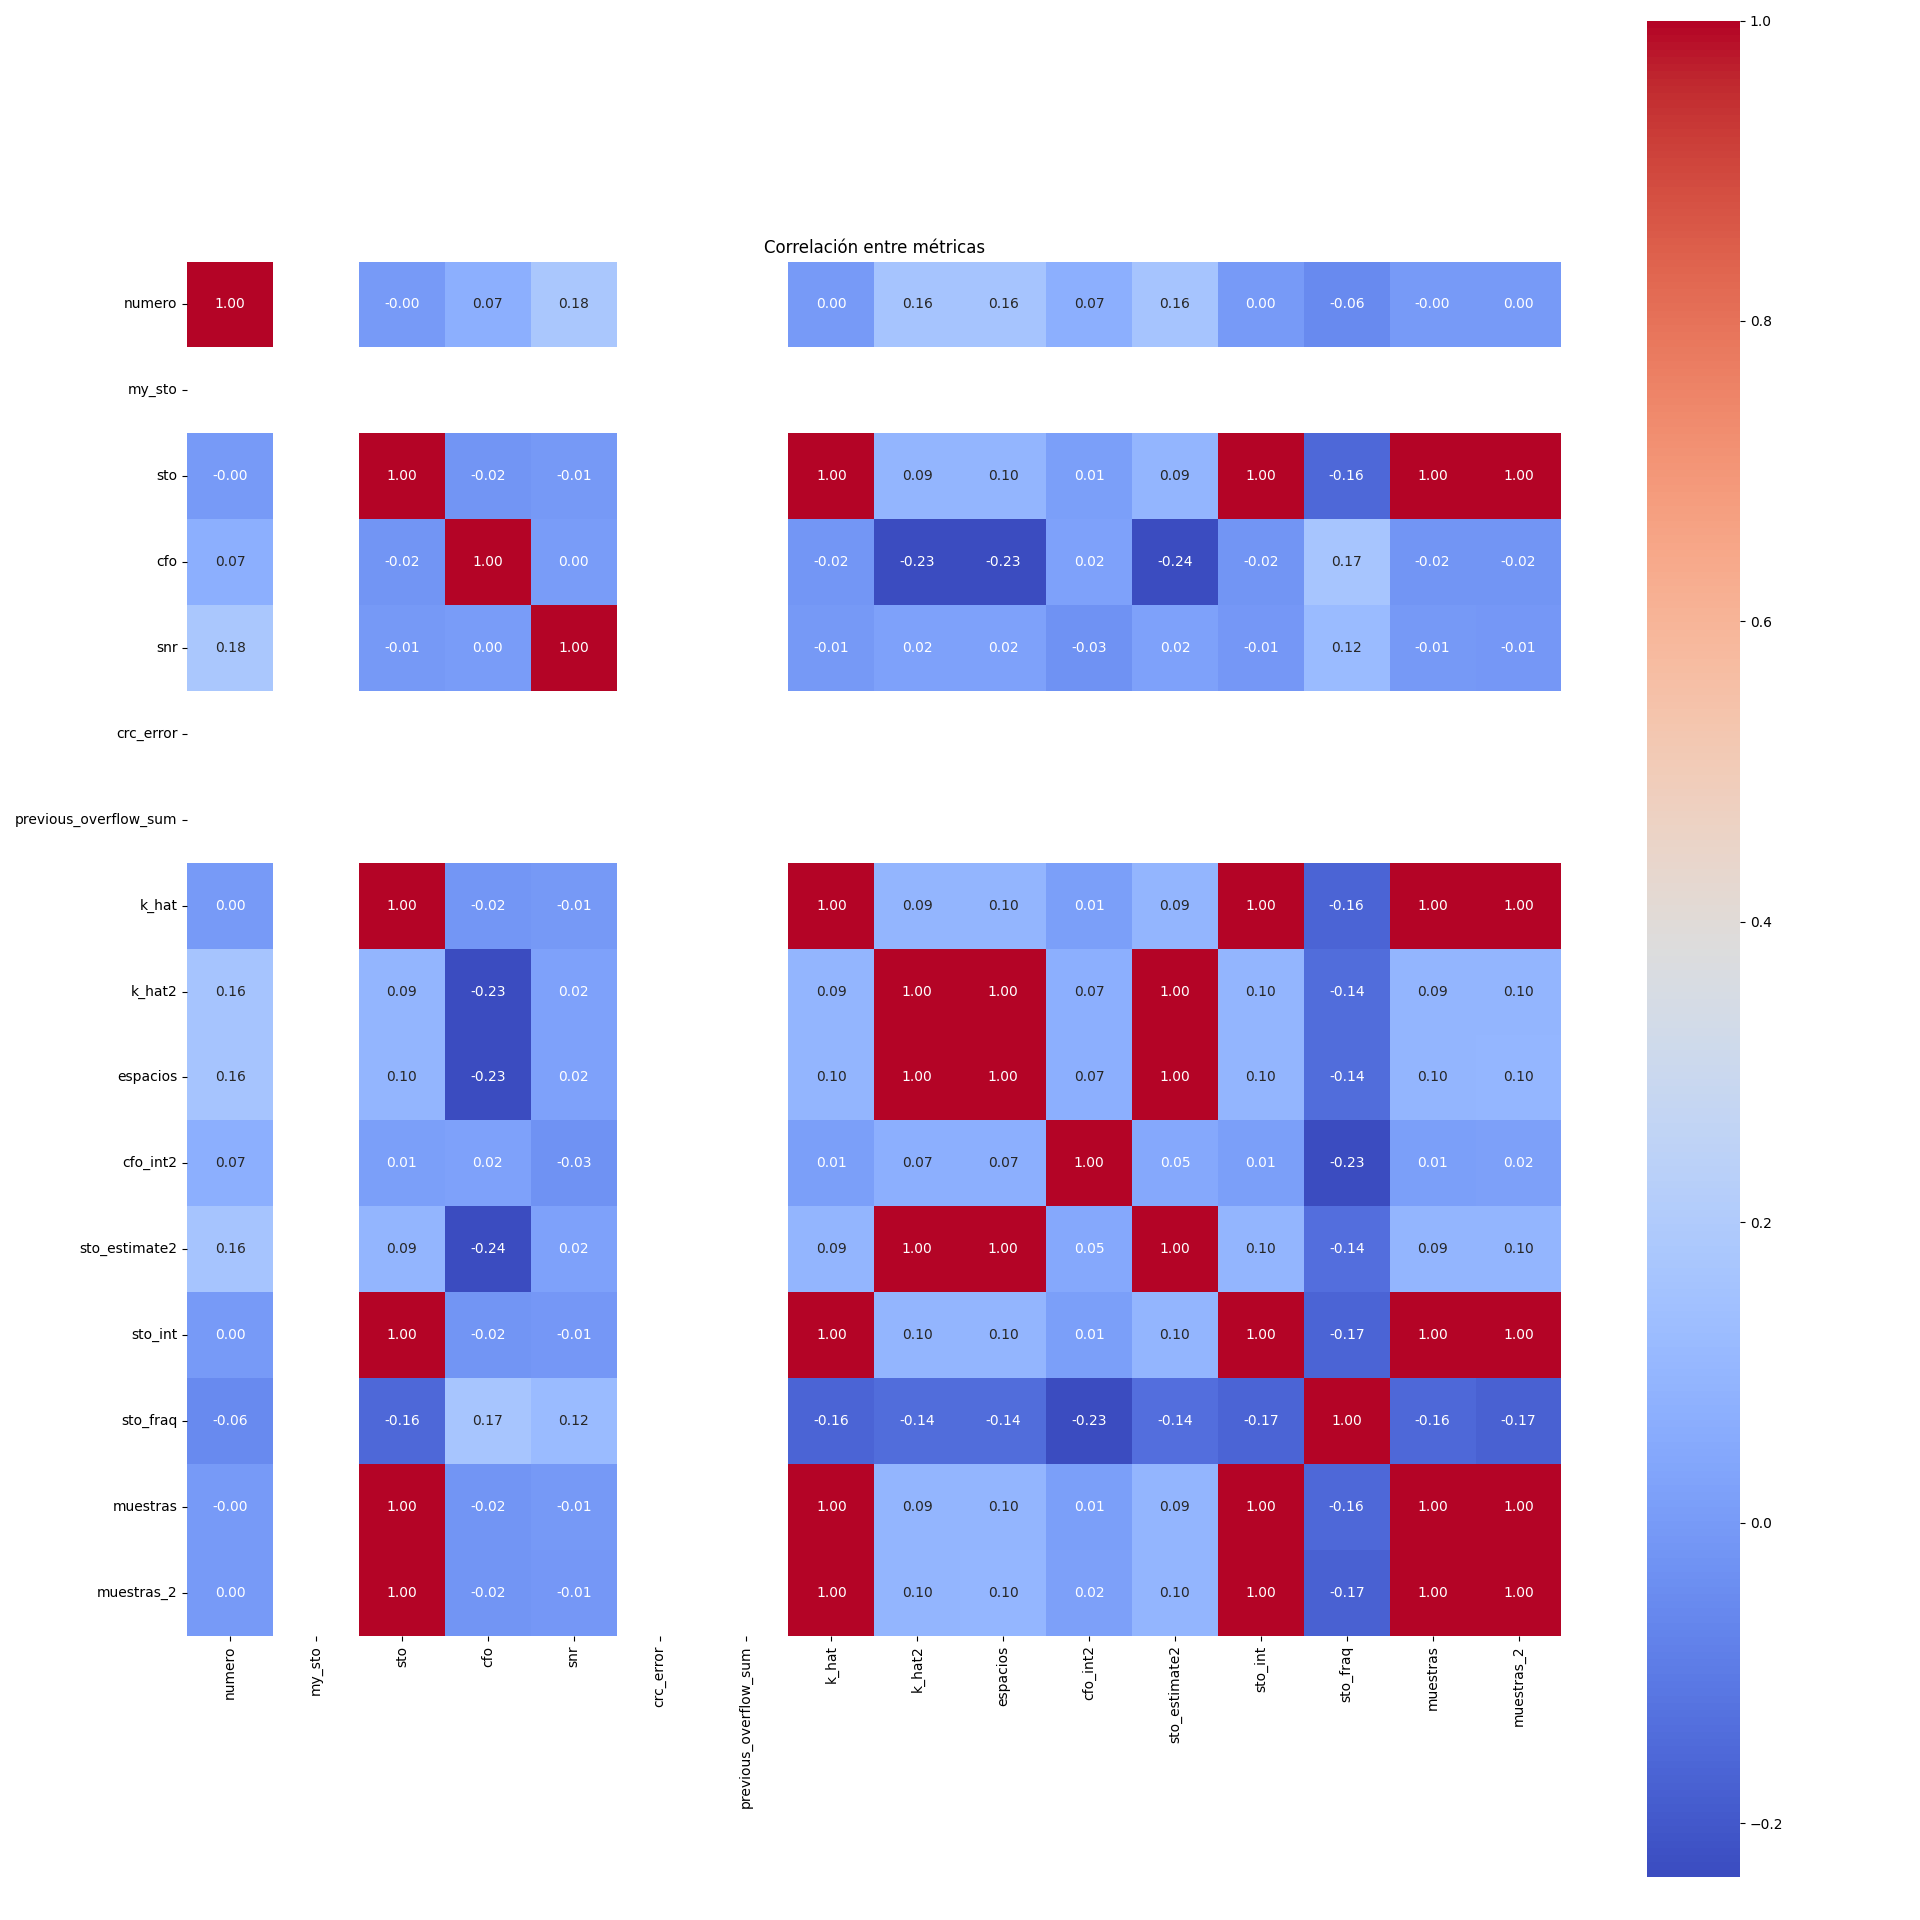 Correlación entre métricas
numero 1.00 -0.00 0.07 0.18 0.00 0.16 0.16 0.07 0.16 0.00 -0.06 -0.00 0.00
my_sto
sto -0.00 1.00 -0.02 -0.01 1.00 0.09 0.10 0.01 0.09 1.00 -0.16 1.00 1.00
cfo 0.07 -0.02 1.00 0.00 -0.02 -0.23 -0.23 0.02 -0.24 -0.02 0.17 -0.02 -0.02
snr 0.18 -0.01 0.00 1.00 -0.01 0.02 0.02 -0.03 0.02 -0.01 0.12 -0.01 -0.01
crc_error
previous_overflow_sum
k_hat 0.00 1.00 -0.02 -0.01 1.00 0.09 0.10 0.01 0.09 1.00 -0.16 1.00 1.00
k_hat2 0.16 0.09 -0.23 0.02 0.09 1.00 1.00 0.07 1.00 0.10 -0.14 0.09 0.10
espacios 0.16 0.10 -0.23 0.02 0.10 1.00 1.00 0.07 1.00 0.10 -0.14 0.10 0.10
cfo_int2 0.07 0.01 0.02 -0.03 0.01 0.07 0.07 1.00 0.05 0.01 -0.23 0.01 0.02
sto_estimate2 0.16 0.09 -0.24 0.02 0.09 1.00 1.00 0.05 1.00 0.10 -0.14 0.09 0.10
sto_int 0.00 1.00 -0.02 -0.01 1.00 0.10 0.10 0.01 0.10 1.00 -0.17 1.00 1.00
sto_fraq -0.06 -0.16 0.17 0.12 -0.16 -0.14 -0.14 -0.23 -0.14 -0.17 1.00 -0.16 -0.17
muestras -0.00 1.00 -0.02 -0.01 1.00 0.09 0.10 0.01 0.09 1.00 -0.16 1.00 1.00
muestras_2 0.00 1.00 -0.02 -0.01 1.00 0.10 0.10 0.02 0.10 1.00 -0.17 1.00 1.00
numero
my_sto
sto
cfo
snr
crc_error
previous_overflow_sum
k_hat
k_hat2
espacios
cfo_int2
sto_estimate2
sto_int
sto_fraq
muestras
muestras_2
1.0
0.8
0.6
0.4
0.2
0.0
−0.2